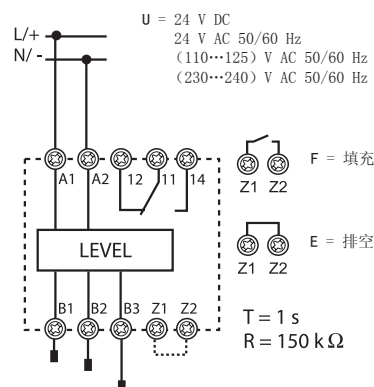 L/+
N/-
U = 24 V DC
24 V AC 50/60 Hz
(110···125) V AC 50/60 Hz
(230···240) V AC 50/60 Hz
A1 A2 12 11 14
Z1 Z2
F = 填充
LEVEL
Z1 Z2
E = 排空
B1 B2 B3 Z1 Z2
T = 1 s
R = 150 kΩ